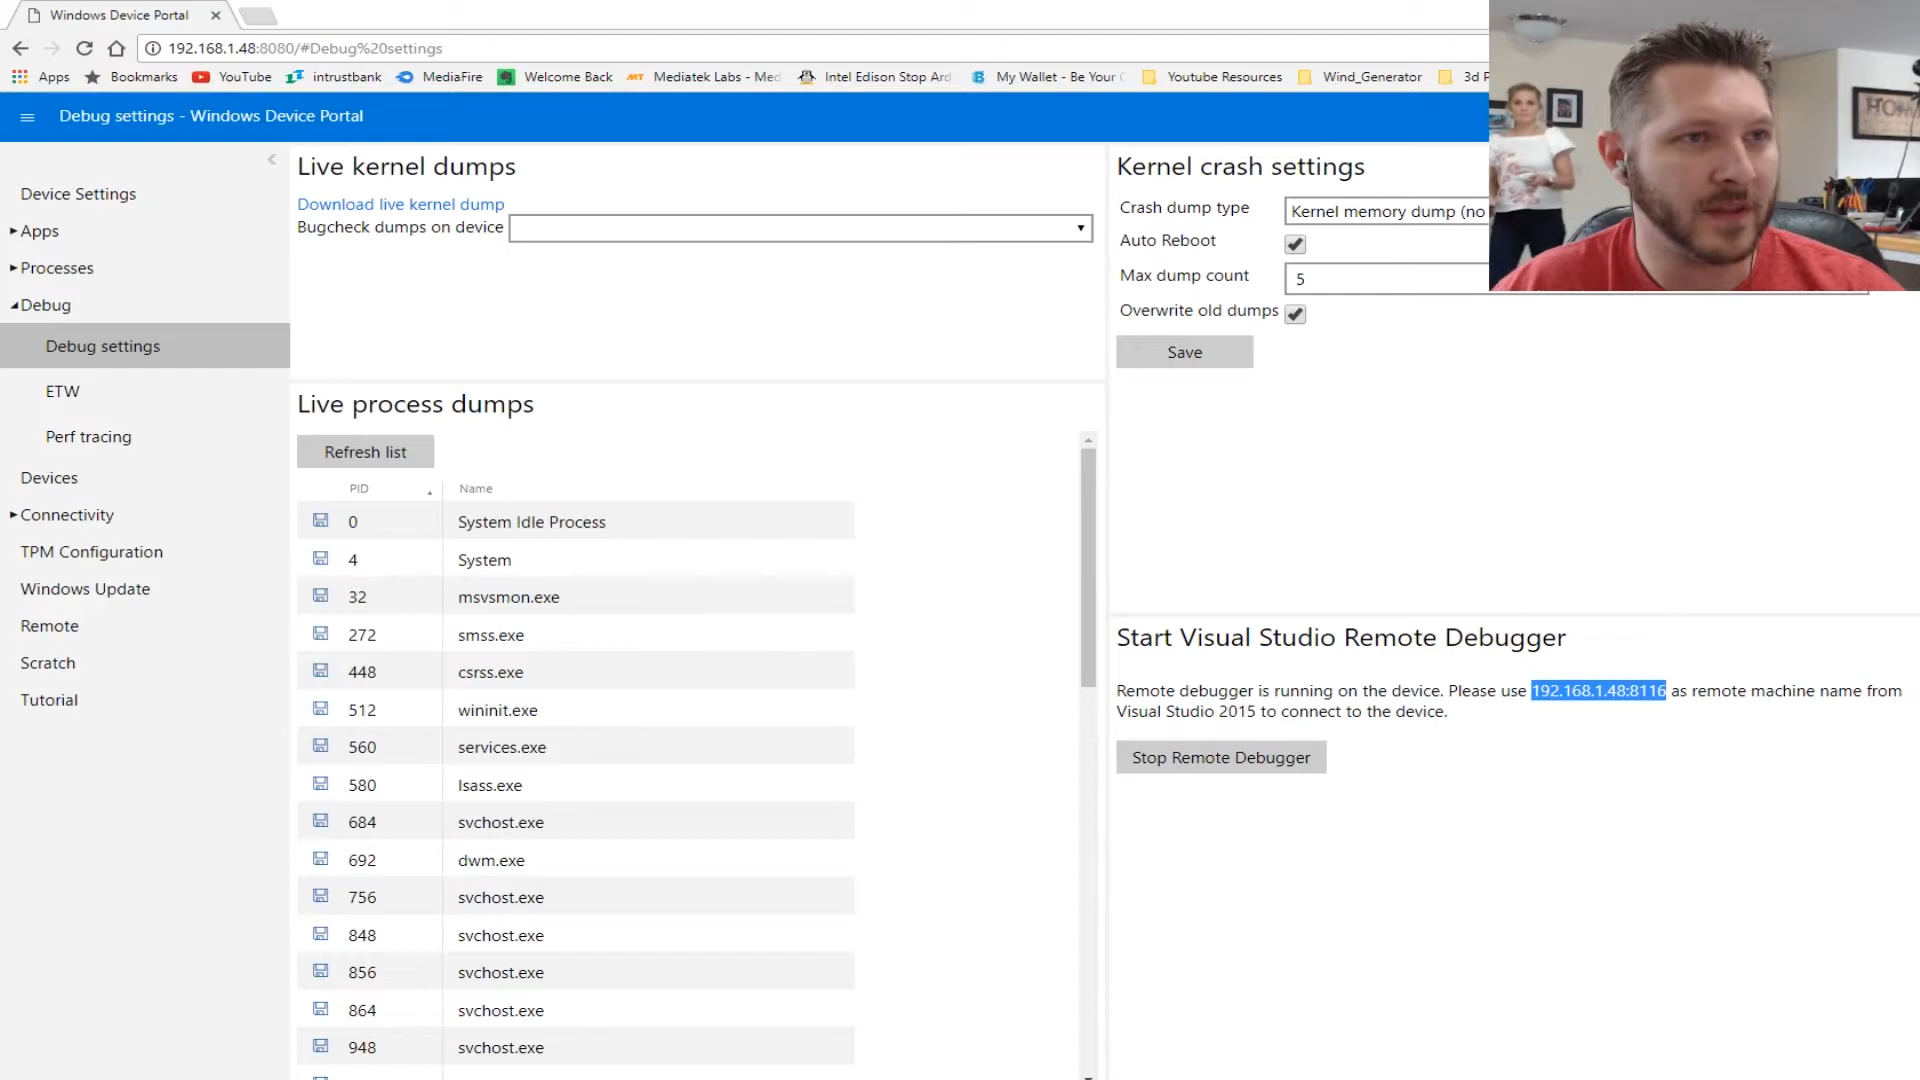 Windows Device Portal
192.168.1.48:8080/#Debug%20settings
Apps
Bookmarks
YouTube
intrustbank
MediaFire
Welcome Back
Mediatek Labs - Med
Intel Edison Stop Ard
My Wallet - Be Your
Youtube Resources
Wind_Generator
3d P
Debug settings - Windows Device Portal
Device Settings
Apps
Processes
Debug
Debug settings
ETW
Perf tracing
Devices
Connectivity
TPM Configuration
Windows Update
Remote
Scratch
Tutorial
Live kernel dumps
Download live kernel dump
Bugcheck dumps on device
Live process dumps
Refresh list
PID Name
0 System Idle Process
4 System
32 msvsmon.exe
272 smss.exe
448 csrss.exe
512 wininit.exe
560 services.exe
580 lsass.exe
684 svchost.exe
692 dwm.exe
756 svchost.exe
848 svchost.exe
856 svchost.exe
864 svchost.exe
948 svchost.exe
Kernel crash settings
Crash dump type Kernel memory dump (no
Auto Reboot
Max dump count 5
Overwrite old dumps
Save
Start Visual Studio Remote Debugger
Remote debugger is running on the device. Please use 192.168.1.48:8116 as remote machine name from
Visual Studio 2015 to connect to the device.
Stop Remote Debugger